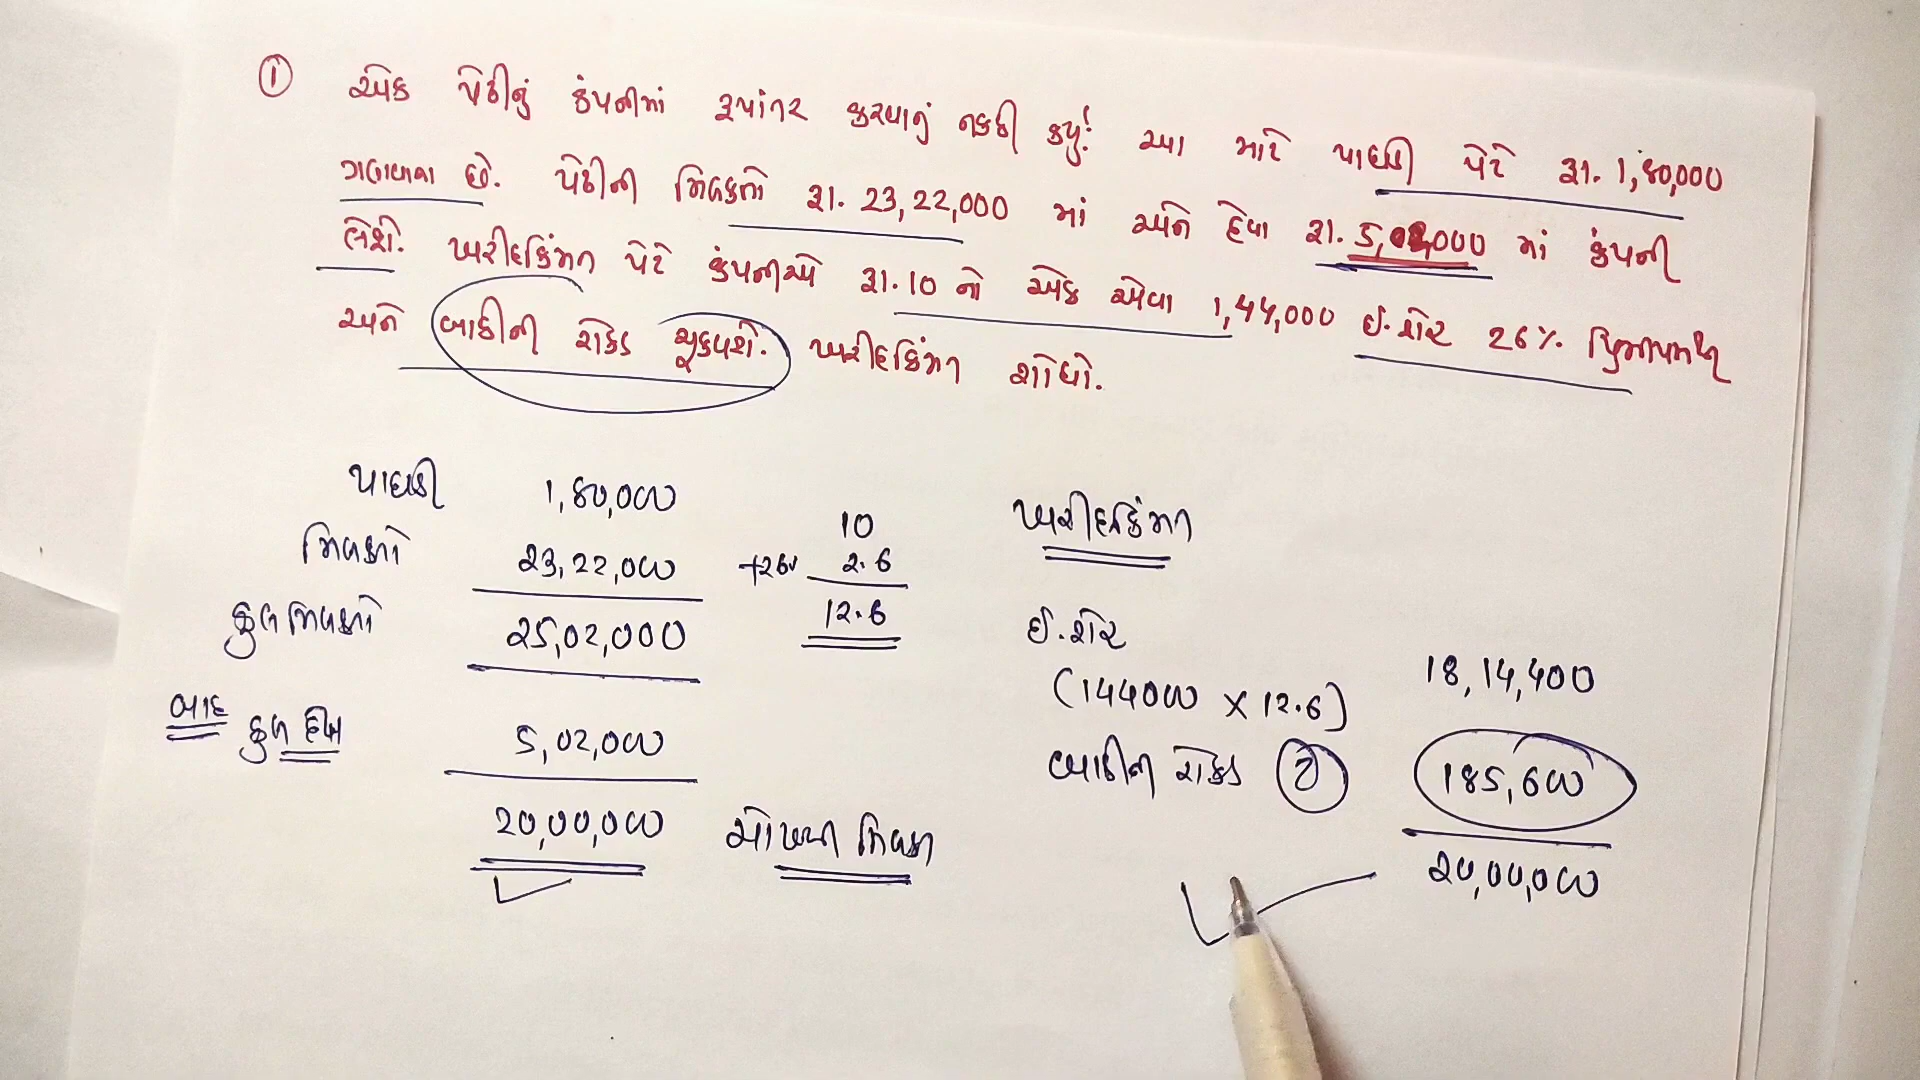 ① એક પેઢીનું કંપનીમાં રૂપાંતર કરવાનું નક્કી કર્યું. આ માટે પાઘડી પેટે રૂા. 1,80,000
ગણવાના છે. પેઢીની મિલકતો રૂા. 23,22,000 માં અને દેવા રૂા. 5,02,000 માં કંપની
લેશે. ખરીદકિંમત પેટે કંપનીએ રૂા. 10 નો એક એવા 1,44,000 ઈ.શેર 26% પ્રિમીયમથી
અને બાકીની રોકડ ચૂકવશે. ખરીદકિંમત શોધો.
પાઘડી 1,80,000
મિલકતો 23,22,000
કુલ મિલકતો 25,02,000
બાદ કુલ દેવા 5,02,000
20,00,000 ચોખ્ખી મિલકત
10
+26% 2.6
12.6
ખરીદકિંમત
ઈ.શેર
(144000 × 12.6) 18,14,400
બાકીની રોકડ ? 185,600
20,00,000